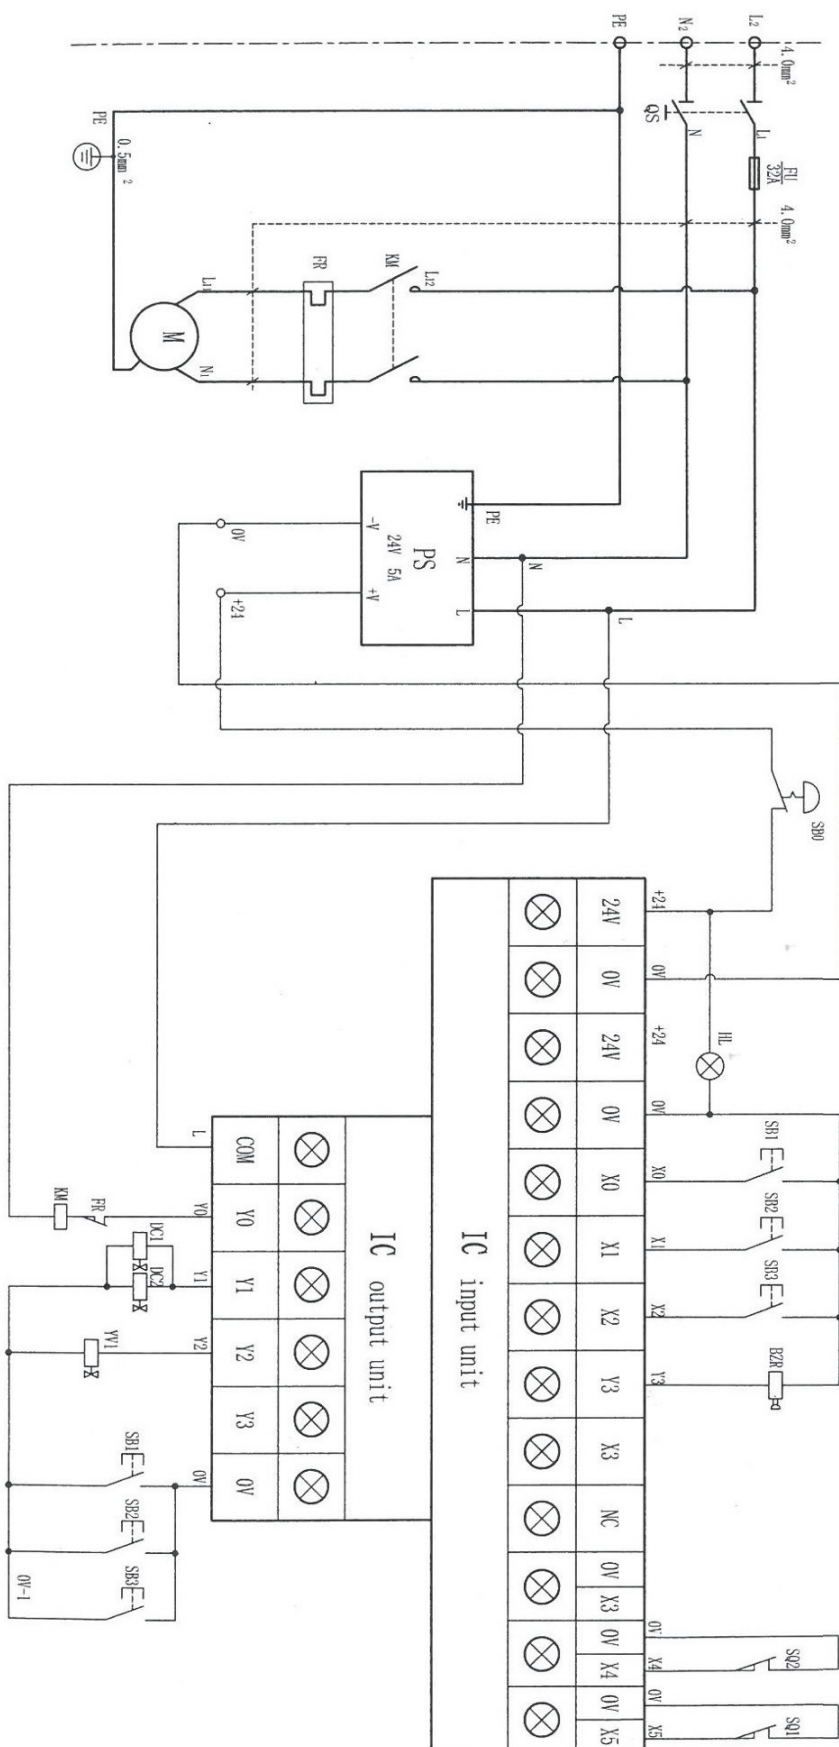 L₂
N₂
PE
4.0mm²
QS
N
L₁
FU
32A
4.0mm²
PE
0.5mm²
L₁₁
N₁
M
FR
KM
L₁₂
PE
N
L
PS
24V 5A
-V
+V
N
L
0V
+24
SB0
HL
+24
0V
+24
0V
X0
X1
X2
Y3
SB1
SB2
SB3
BZR
0V
X4
SQ2
0V
X5
SQ1
24V
0V
24V
0V
X0
X1
X2
Y3
X3
NC
0V
X3
0V
X4
0V
X5
IC input unit
IC output unit
COM
Y0
Y1
Y2
Y3
0V
L
Y0
Y1
Y2
0V
KM
FR
DC1
DC2
YV1
SB1
SB2
SB3
0V-1